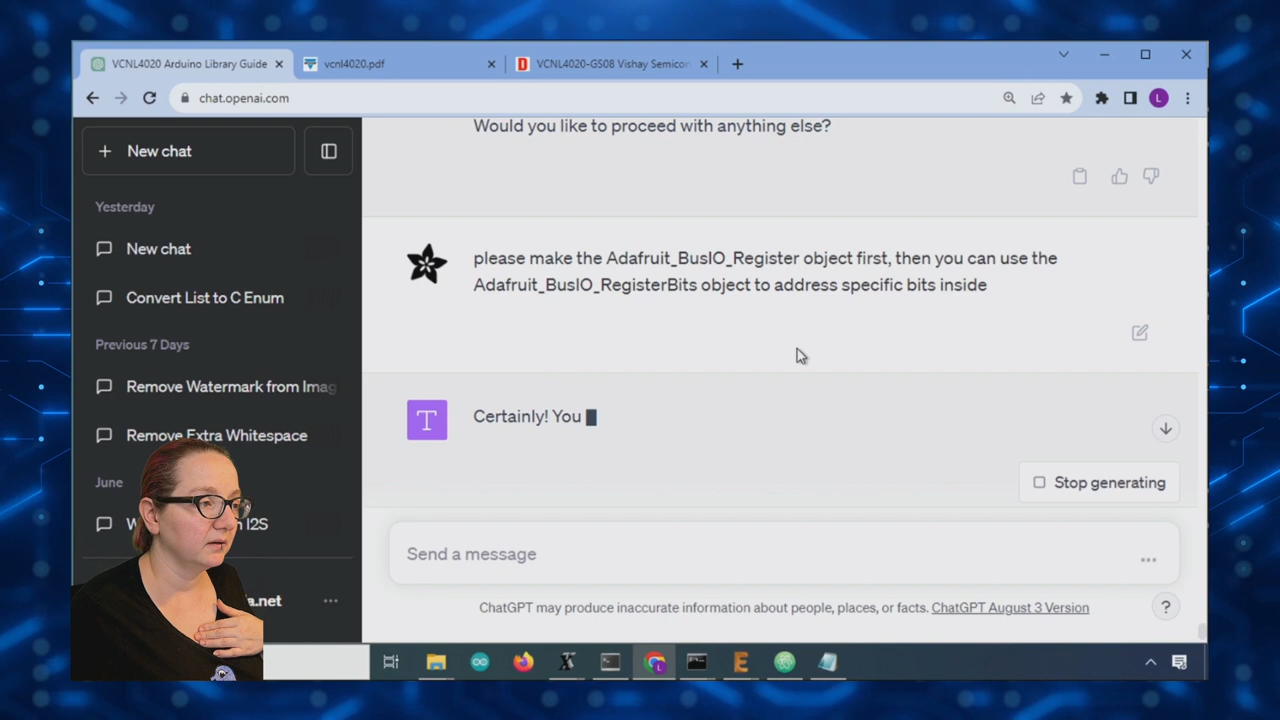 VCNL4020 Arduino Library Guide
vcnl4020.pdf
VCNL4020-GS08 Vishay Semicon
chat.openai.com
L
New chat
Yesterday
New chat
Convert List to C Enum
Previous 7 Days
Remove Watermark from Imag
Remove Extra Whitespace
June
I2S
a.net
Would you like to proceed with anything else?
please make the Adafruit_BusIO_Register object first, then you can use the
Adafruit_BusIO_RegisterBits object to address specific bits inside
T
Certainly! You
Stop generating
Send a message
ChatGPT may produce inaccurate information about people, places, or facts. ChatGPT August 3 Version
?